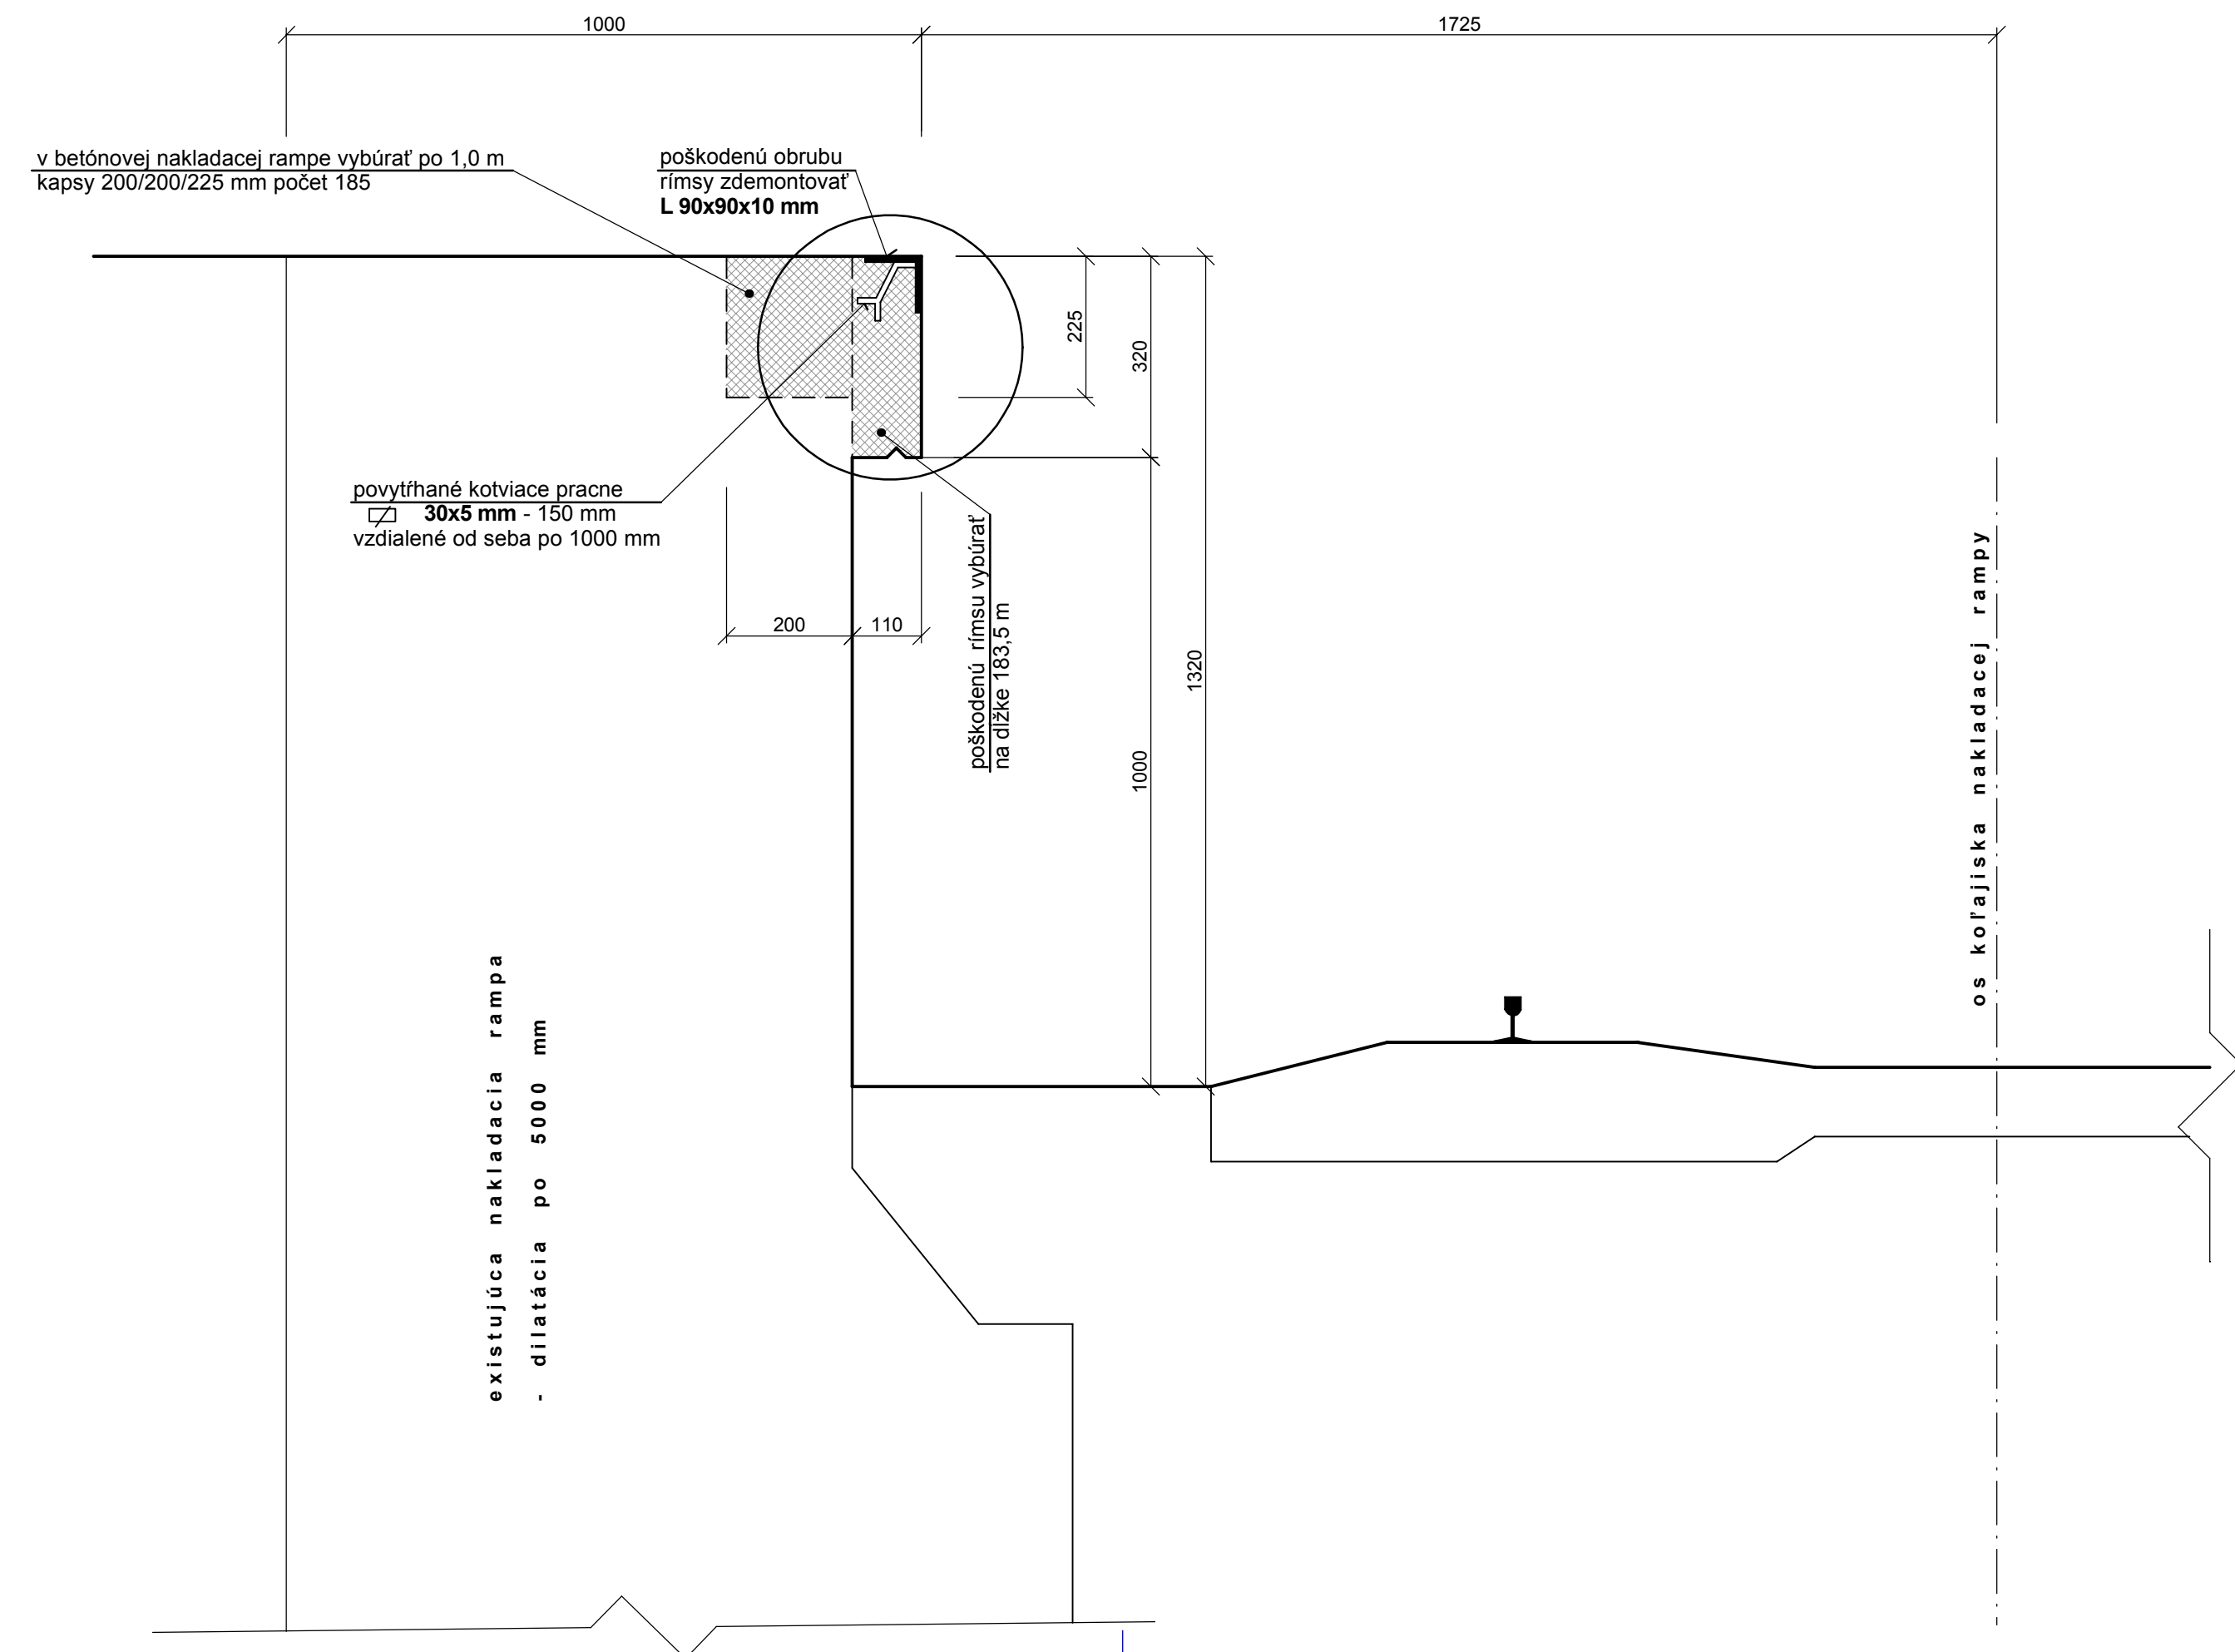 1000
1725
v betónovej nakladacej rampe vybúrať po 1,0 m
kapsy 200/200/225 mm počet 185
poškodenú obrubu
rímsy zdemontovať
L 90x90x10 mm
225
320
povytŕhané kotviace pracne
30x5 mm - 150 mm
vzdialené od seba po 1000 mm
200
110
poškodenú rímsu vybúrať
na dĺžke 183,5 m
1320
1000
os koľajiska nakladacej rampy
existujúca nakladacia rampa
- dilatácia po 5000 mm